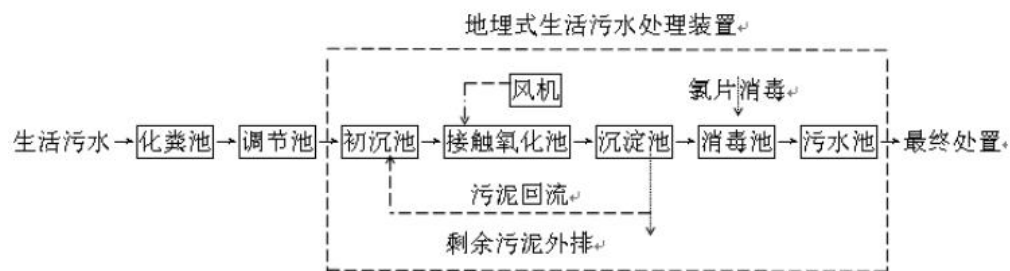 地埋式生活污水处理装置
风机
氯片消毒
生活污水 化粪池 调节池 初沉池 接触氧化池 沉淀池 消毒池 污水池 最终处置
污泥回流
剩余污泥外排